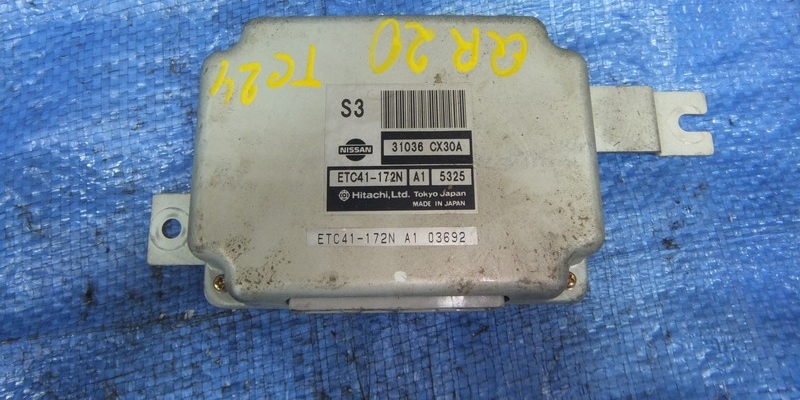 QR20
TC24
S3
NISSAN
31036 CX30A
ETC41-172N A1 5325
Hitachi, Ltd. Tokyo Japan
MADE IN JAPAN
ETC41-172N A1 03692